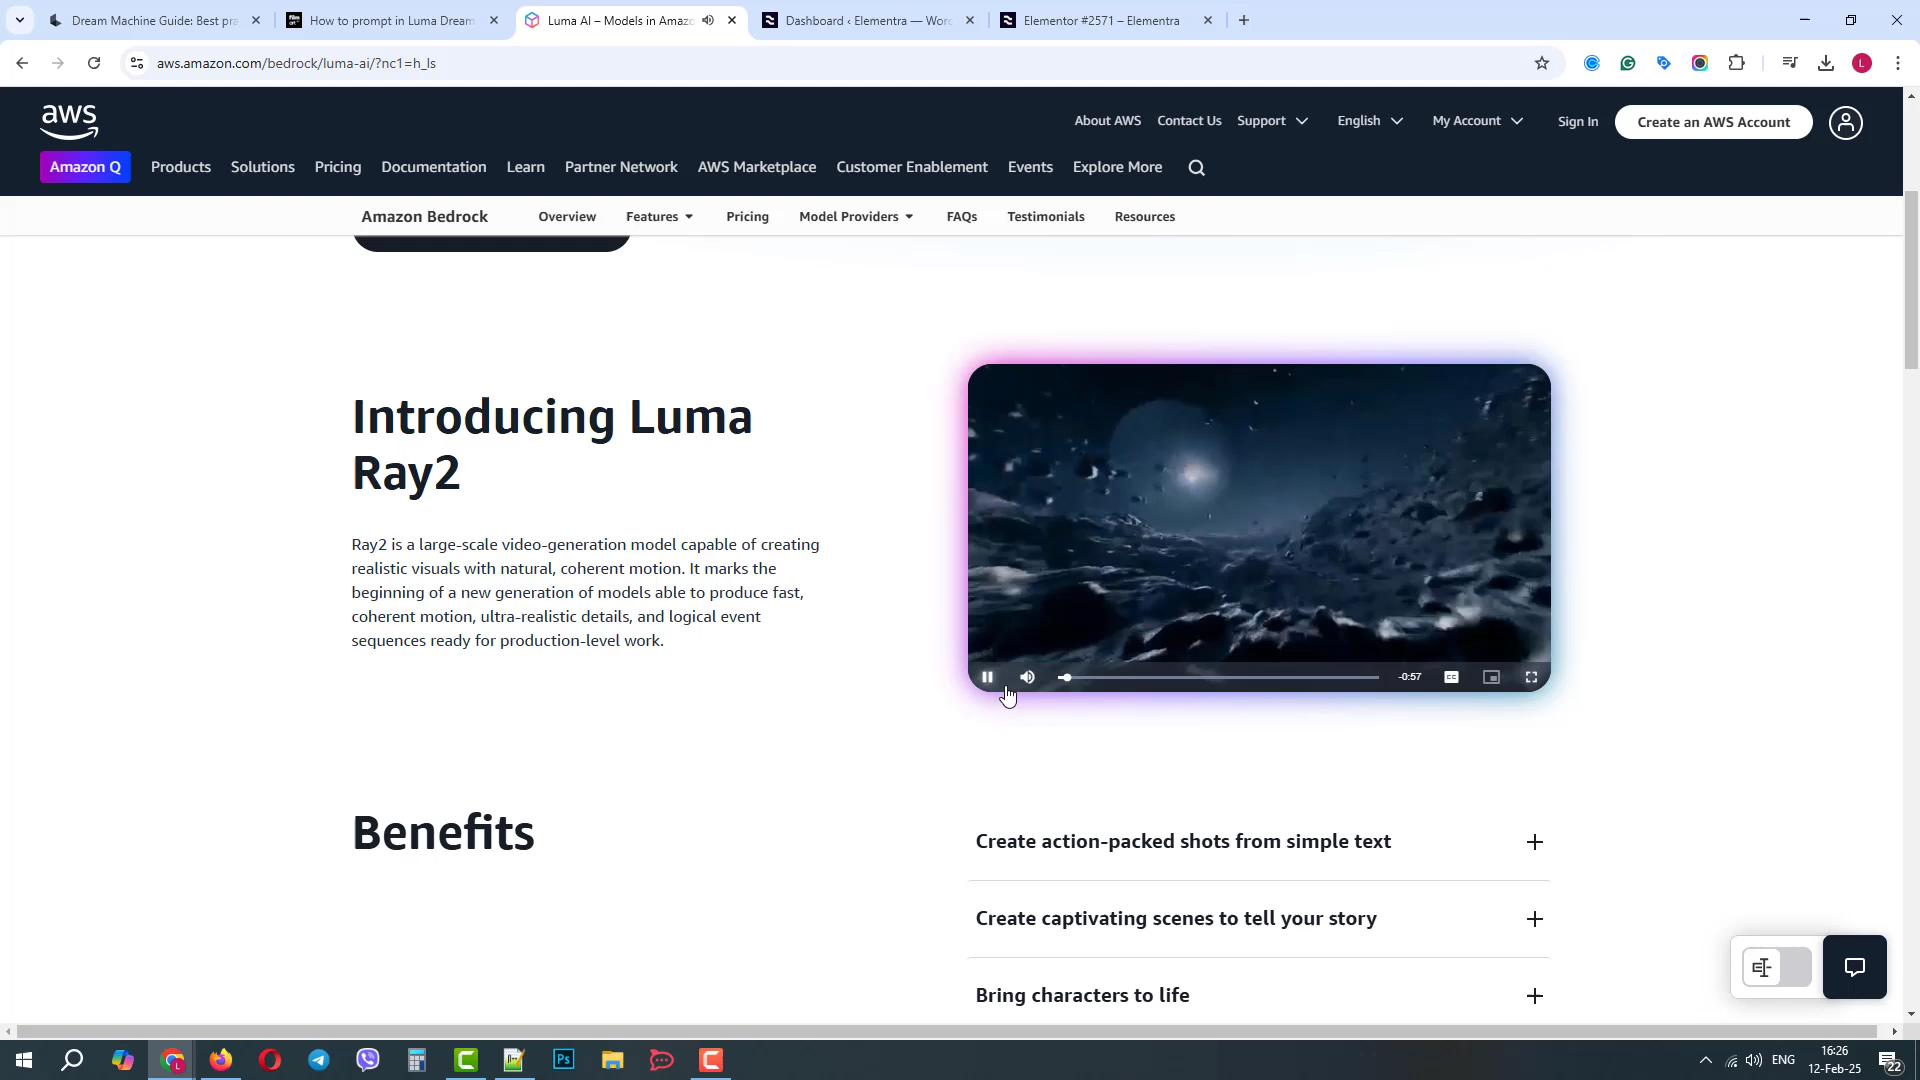 Dream Machine Guide: Best pra
How to prompt in Luma Dream
Luma AI – Models in Amazo
Dashboard ‹ Elementra — Worc
Elementor #2571 – Elementra
aws.amazon.com/bedrock/luma-ai/?nc1=h_ls
L
aws
About AWS
Contact Us
Support
English
My Account
Sign In
Create an AWS Account
Amazon Q
Products
Solutions
Pricing
Documentation
Learn
Partner Network
AWS Marketplace
Customer Enablement
Events
Explore More
Amazon Bedrock
Overview
Features
Pricing
Model Providers
FAQs
Testimonials
Resources
Introducing Luma
Ray2
Ray2 is a large-scale video-generation model capable of creating
realistic visuals with natural, coherent motion. It marks the
beginning of a new generation of models able to produce fast,
coherent motion, ultra-realistic details, and logical event
sequences ready for production-level work.
-0:57
CC
Benefits
Create action-packed shots from simple text
Create captivating scenes to tell your story
Bring characters to life
Ps
ENG
16:26
12-Feb-25
22